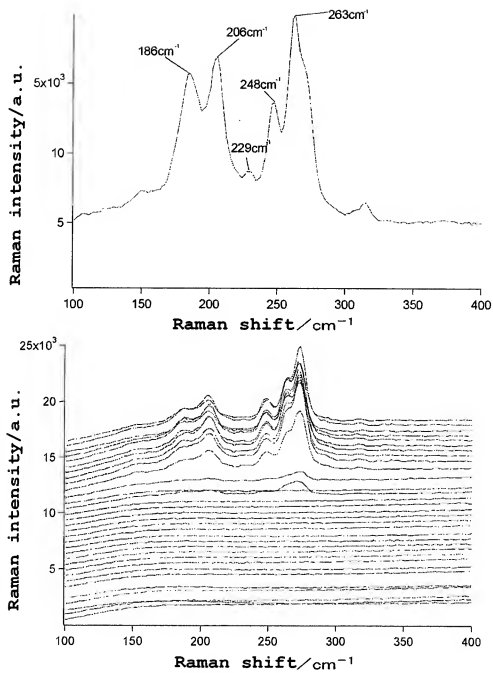 263cm⁻¹
206cm⁻¹
186cm⁻¹
248cm⁻¹
229cm⁻¹
5x10³
10
5
Raman intensity/a.u.
100 150 200 250 300 350 400
Raman shift/cm⁻¹
25x10³
20
15
10
5
Raman intensity/a.u.
100 150 200 250 300 350 400
Raman shift/cm⁻¹